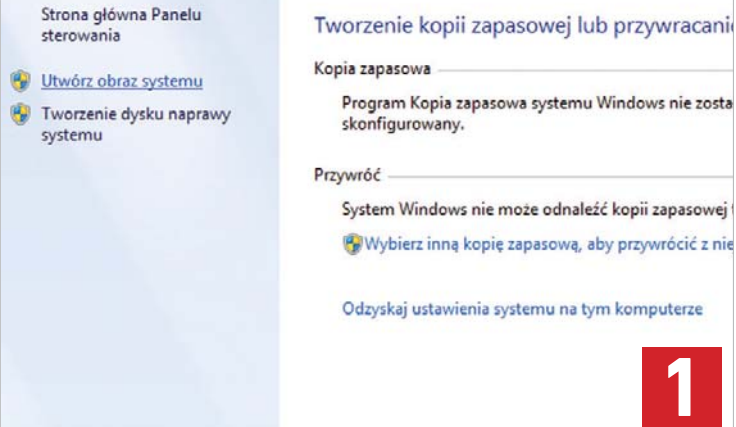 Strona główna Panelu
sterowania
Utwórz obraz systemu
Tworzenie dysku naprawy
systemu
Tworzenie kopii zapasowej lub przywracanie
Kopia zapasowa
Program Kopia zapasowa systemu Windows nie
skonfigurowany.
Przywróć
System Windows nie może odnaleźć kopii zapasowej
Wybierz inną kopię zapasową, aby przywrócić z
Odzyskaj ustawienia systemu na tym komputerze
1